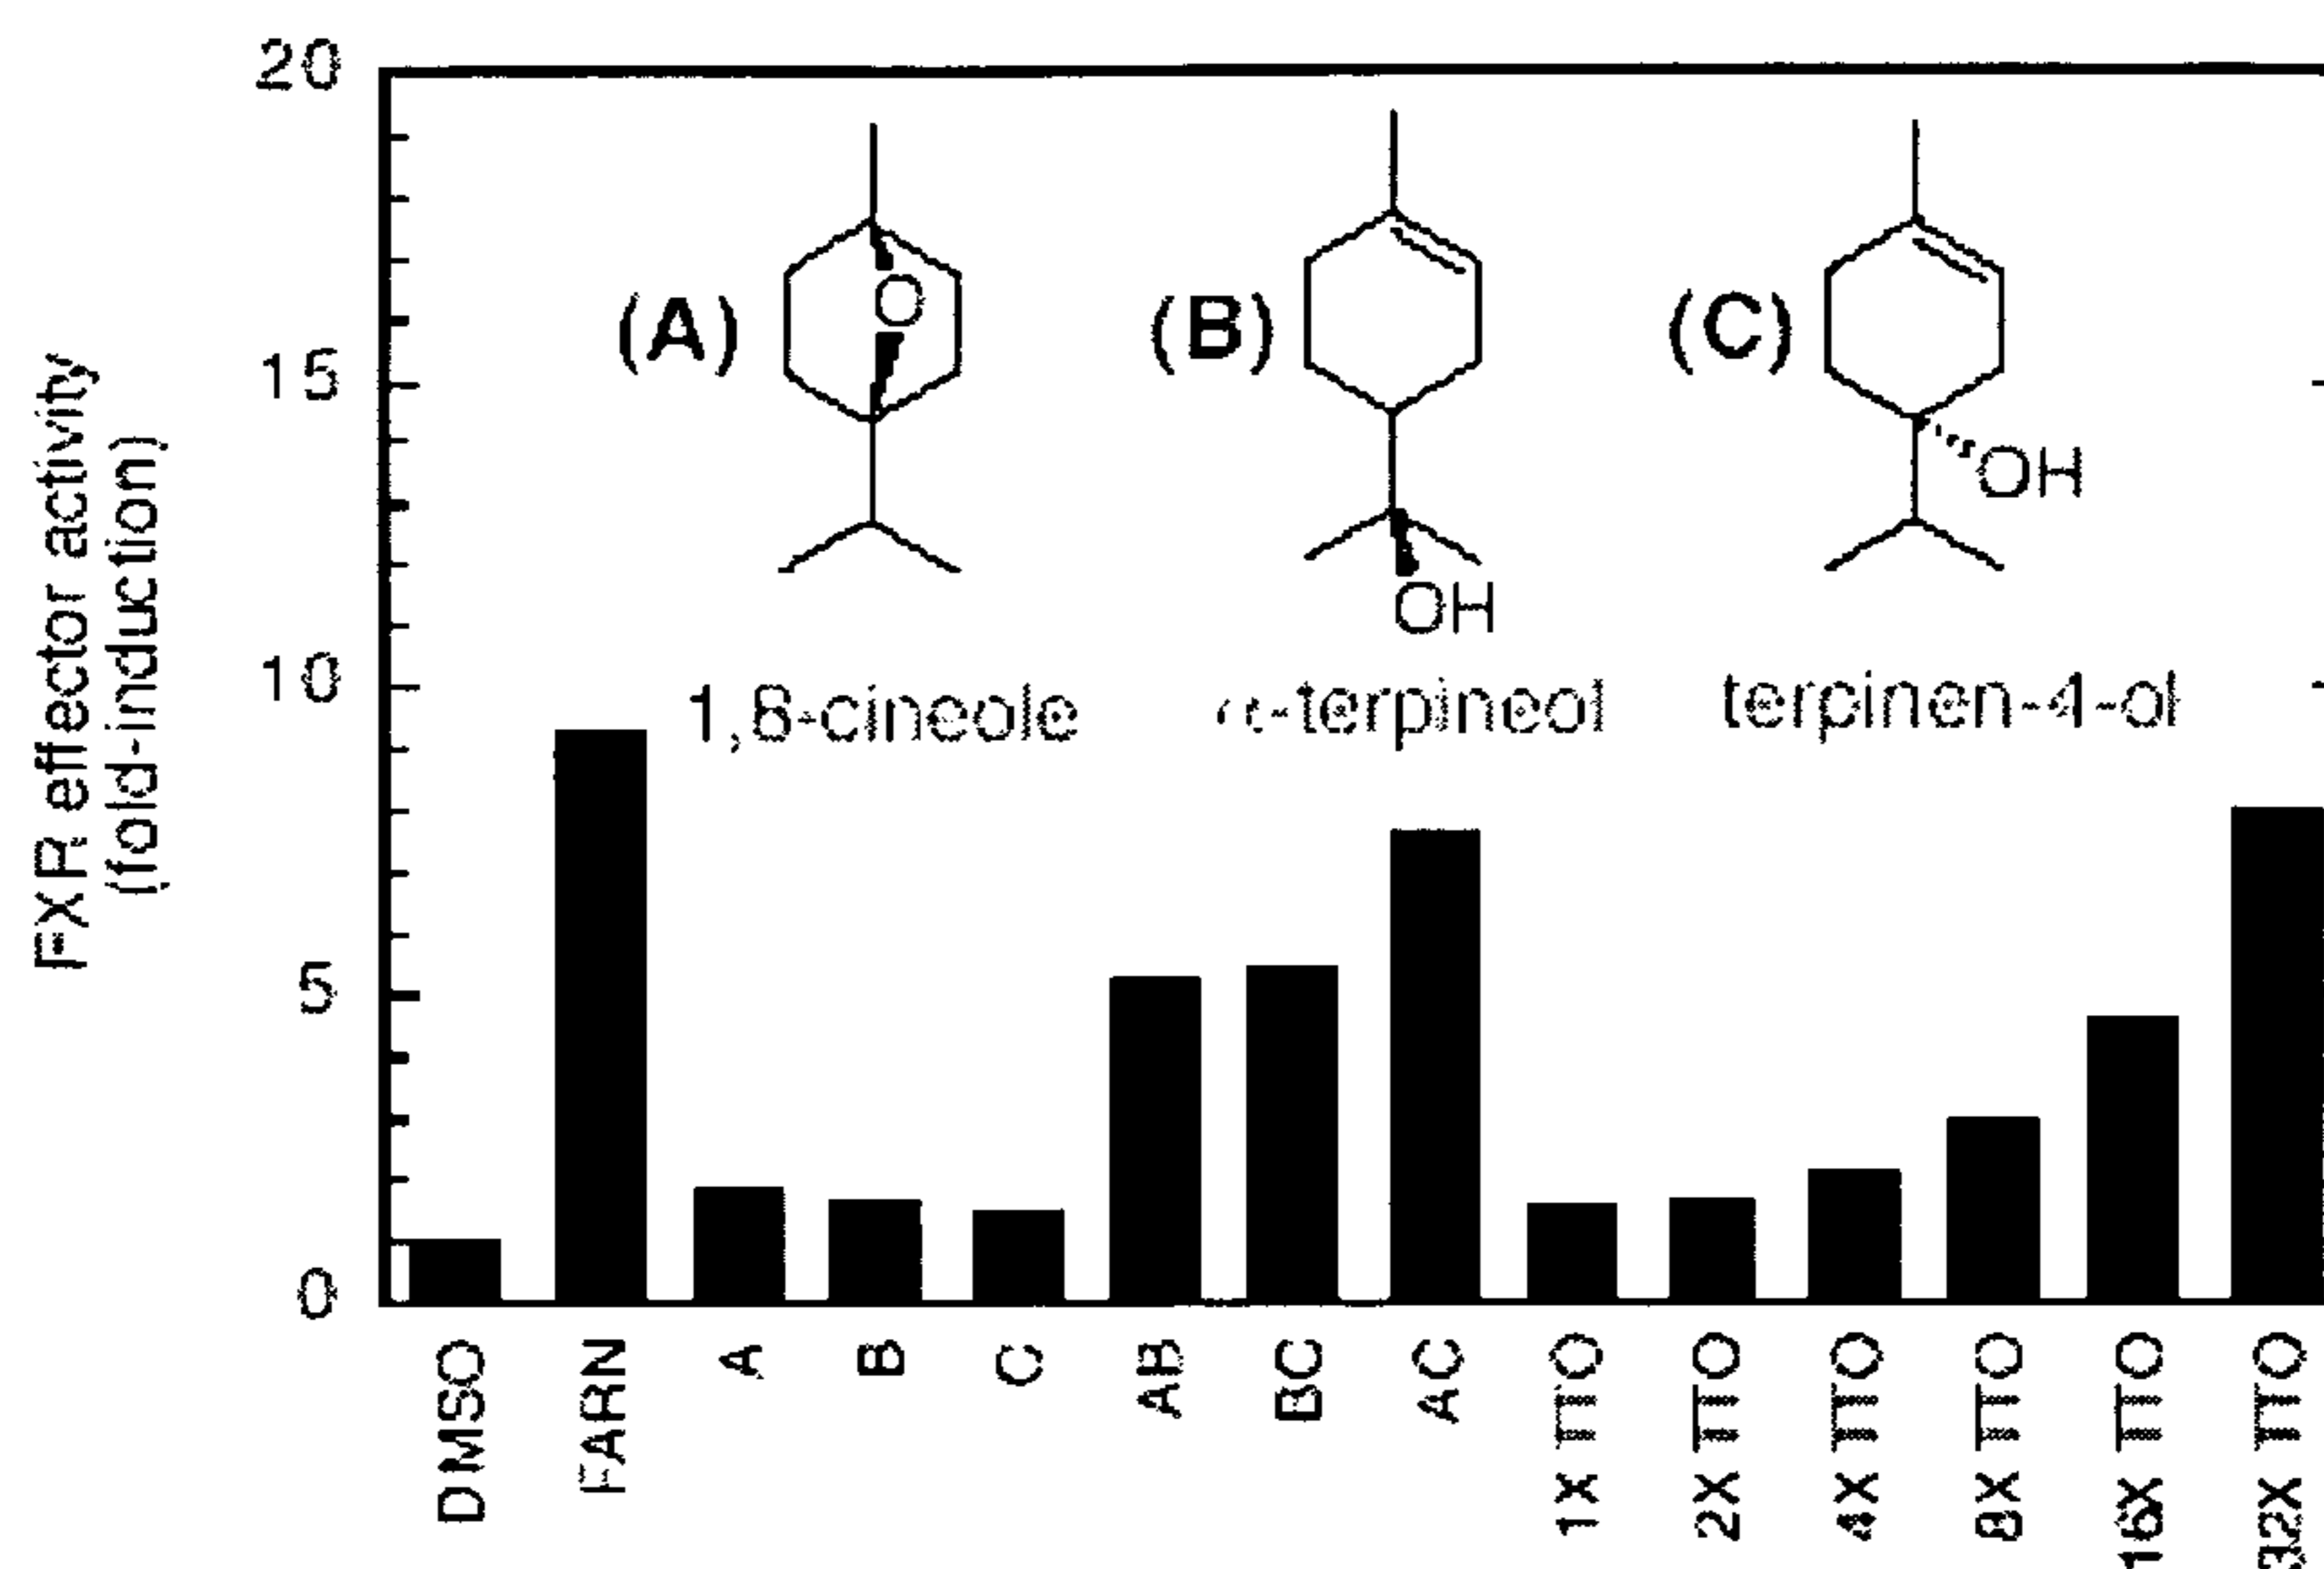 FXR effector activity
(fold-induction)
20
15
10
5
0
(A)
O
1,8-cineole
(B)
OH
α-terpineol
(C)
OH
terpinen-4-ol
DMSO
FARN
A
B
C
AB
BC
AC
1X TTO
2X TTO
4X TTO
8X TTO
16X TTO
32X TTO